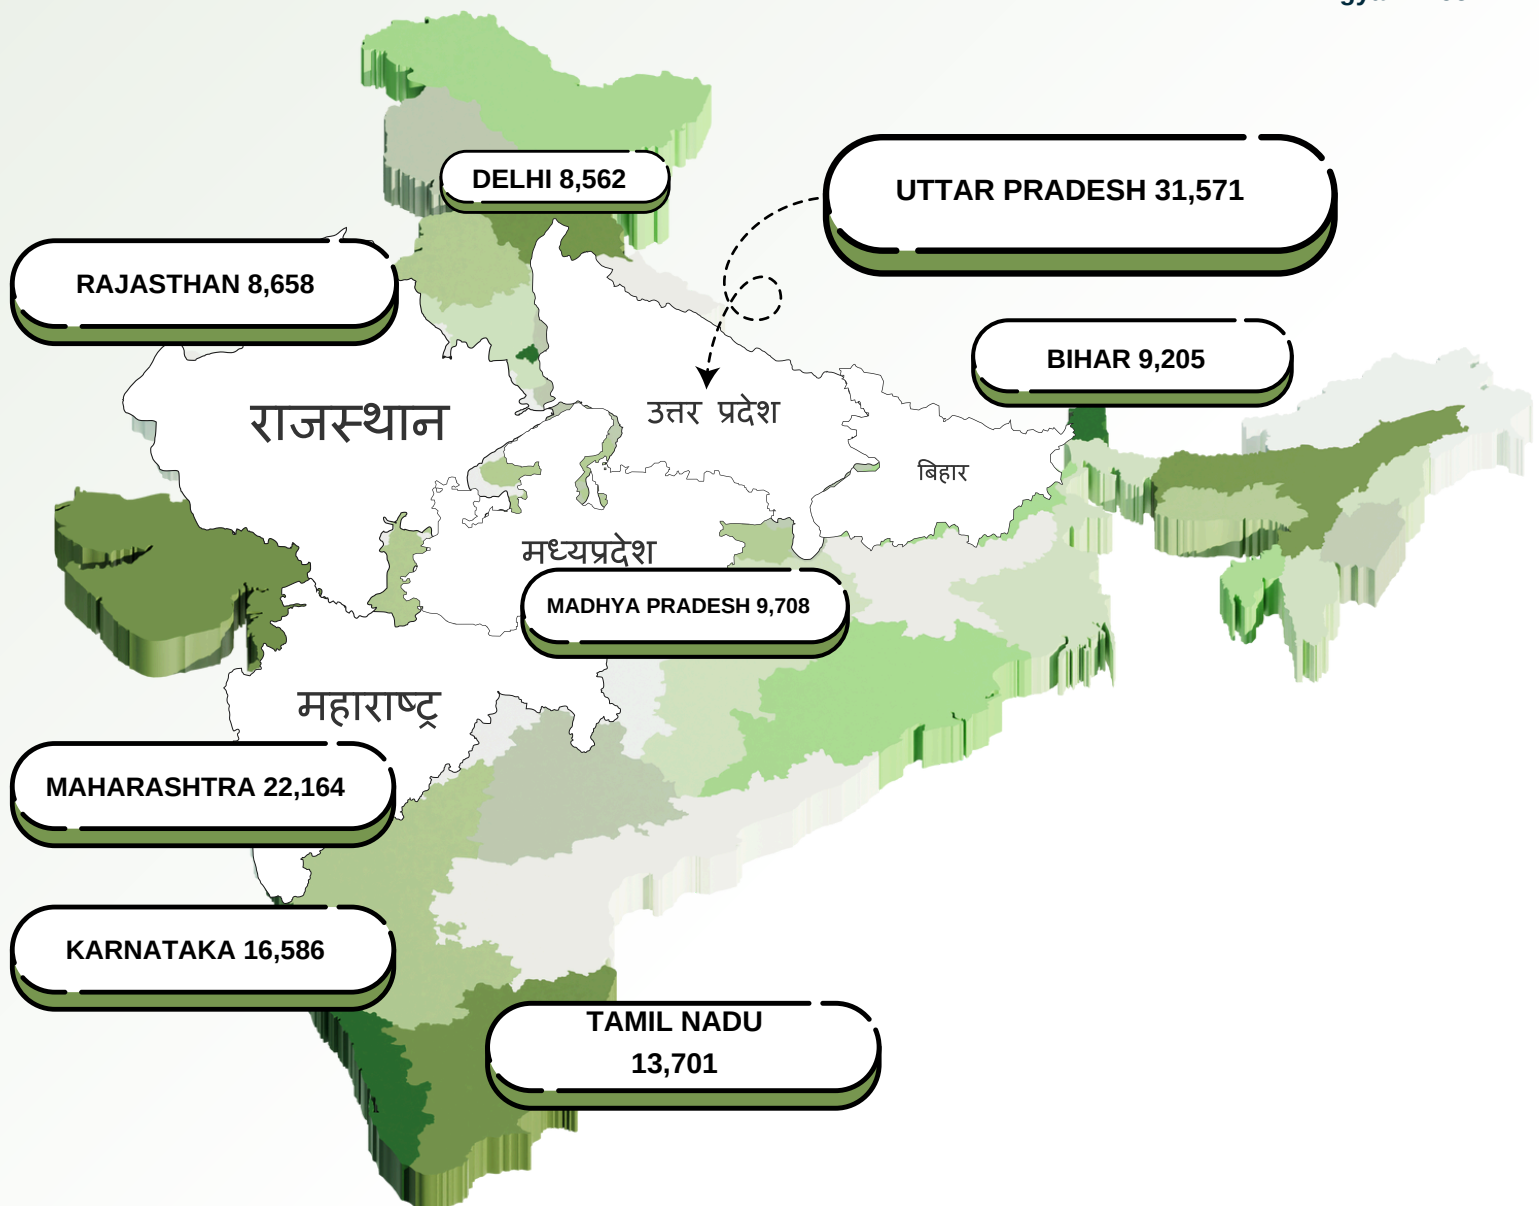 DELHI 8,562
UTTAR PRADESH 31,571
RAJASTHAN 8,658
BIHAR 9,205
राजस्थान
उत्तर प्रदेश
बिहार
मध्यप्रदेश
MADHYA PRADESH 9,708
महाराष्ट्र
MAHARASHTRA 22,164
KARNATAKA 16,586
TAMIL NADU
13,701